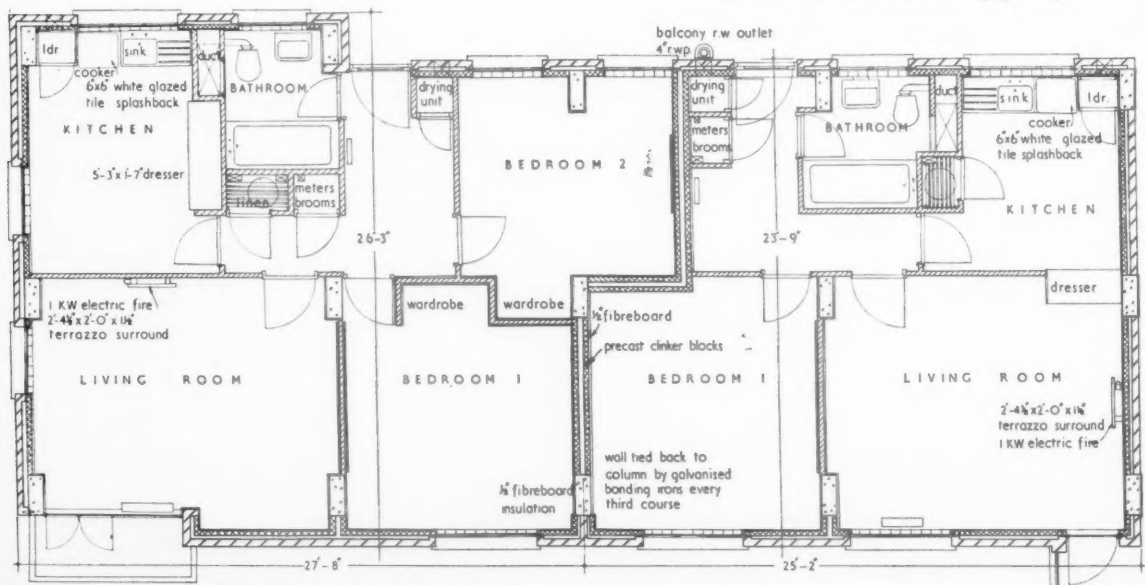 ldr
sink
duct
cooker
6"x6" white glazed
tile splashback
KITCHEN
BATHROOM
5'-3" x 1'-7" dresser
linen
meters
brooms
drying
unit
26'-3"
BEDROOM 2
balcony r.w outlet
4" rwp
drying
unit
meters
brooms
BATHROOM
duct
sink
ldr.
cooker
6"x6" white glazed
tile splashback
KITCHEN
23'-9"
dresser
1 KW electric fire
2'-4⅛" x 2'-0" x 1½"
terrazzo surround
LIVING ROOM
wardrobe
wardrobe
BEDROOM 1
½" fibreboard
insulation
½" fibreboard
precast clinker blocks
BEDROOM 1
wall tied back to
column by galvanised
bonding irons every
third course
LIVING ROOM
2'-4⅛" x 2'-0" x 1½"
terrazzo surround
1 KW electric fire
27'-8"
25'-2"